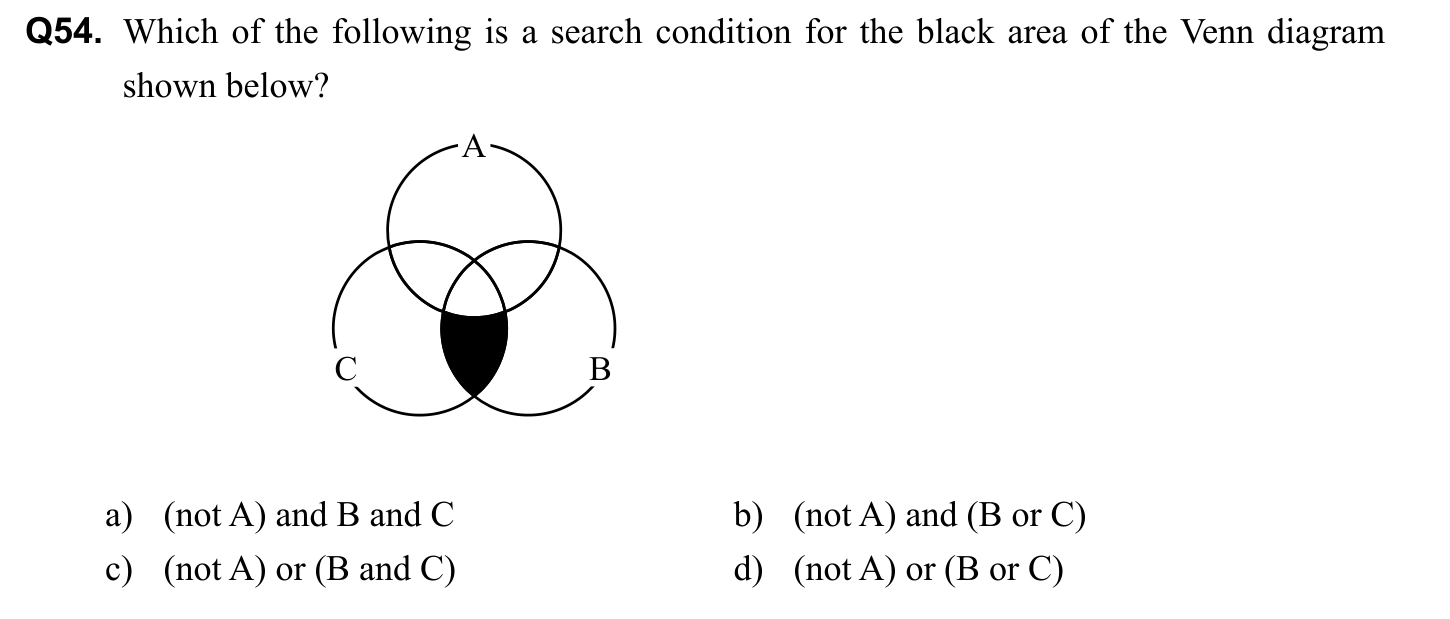 Q54. Which of the following is a search condition for the black area of the Venn diagram
shown below?
A
C
B
a) (not A) and B and C
b) (not A) and (B or C)
c) (not A) or (B and C)
d) (not A) or (B or C)